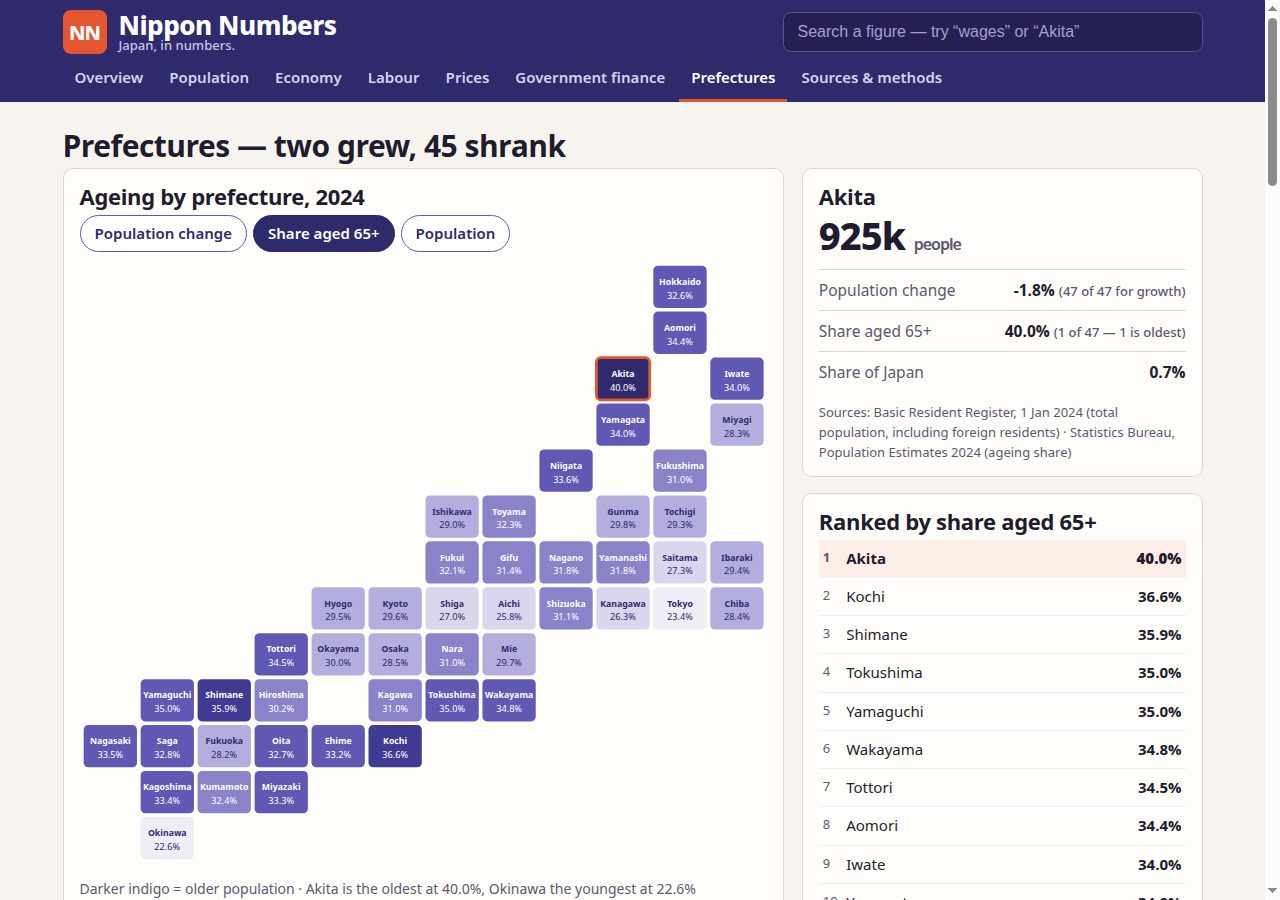 NN
Nippon Numbers
Japan, in numbers.
Search a figure — try “wages” or “Akita”
Overview Population Economy Labour Prices Government finance Prefectures Sources & methods
Prefectures — two grew, 45 shrank
Ageing by prefecture, 2024
Population change Share aged 65+ Population
Hokkaido
32.6%
Aomori
34.4%
Akita Iwate
40.0% 34.0%
Yamagata Miyagi
34.0% 28.3%
Niigata Fukushima
33.6% 31.0%
Ishikawa Toyama Gunma Tochigi
29.0% 32.3% 29.8% 29.3%
Fukui Gifu Nagano Yamanashi Saitama Ibaraki
32.1% 31.4% 31.8% 31.8% 27.3% 29.4%
Hyogo Kyoto Shiga Aichi Shizuoka Kanagawa Tokyo Chiba
29.5% 29.6% 27.0% 25.8% 31.1% 26.3% 23.4% 28.4%
Tottori Okayama Osaka Nara Mie
34.5% 30.0% 28.5% 31.0% 29.7%
Yamaguchi Shimane Hiroshima Kagawa Tokushima Wakayama
35.0% 35.9% 30.2% 31.0% 35.0% 34.8%
Nagasaki Saga Fukuoka Oita Ehime Kochi
33.5% 32.8% 28.2% 32.7% 33.2% 36.6%
Kagoshima Kumamoto Miyazaki
33.4% 32.4% 33.3%
Okinawa
22.6%
Darker indigo = older population · Akita is the oldest at 40.0%, Okinawa the youngest at 22.6%
Akita
925k people
Population change -1.8% (47 of 47 for growth)
Share aged 65+ 40.0% (1 of 47 — 1 is oldest)
Share of Japan 0.7%
Sources: Basic Resident Register, 1 Jan 2024 (total
population, including foreign residents) · Statistics Bureau,
Population Estimates 2024 (ageing share)
Ranked by share aged 65+
1 Akita 40.0%
2 Kochi 36.6%
3 Shimane 35.9%
4 Tokushima 35.0%
5 Yamaguchi 35.0%
6 Wakayama 34.8%
7 Tottori 34.5%
8 Aomori 34.4%
9 Iwate 34.0%